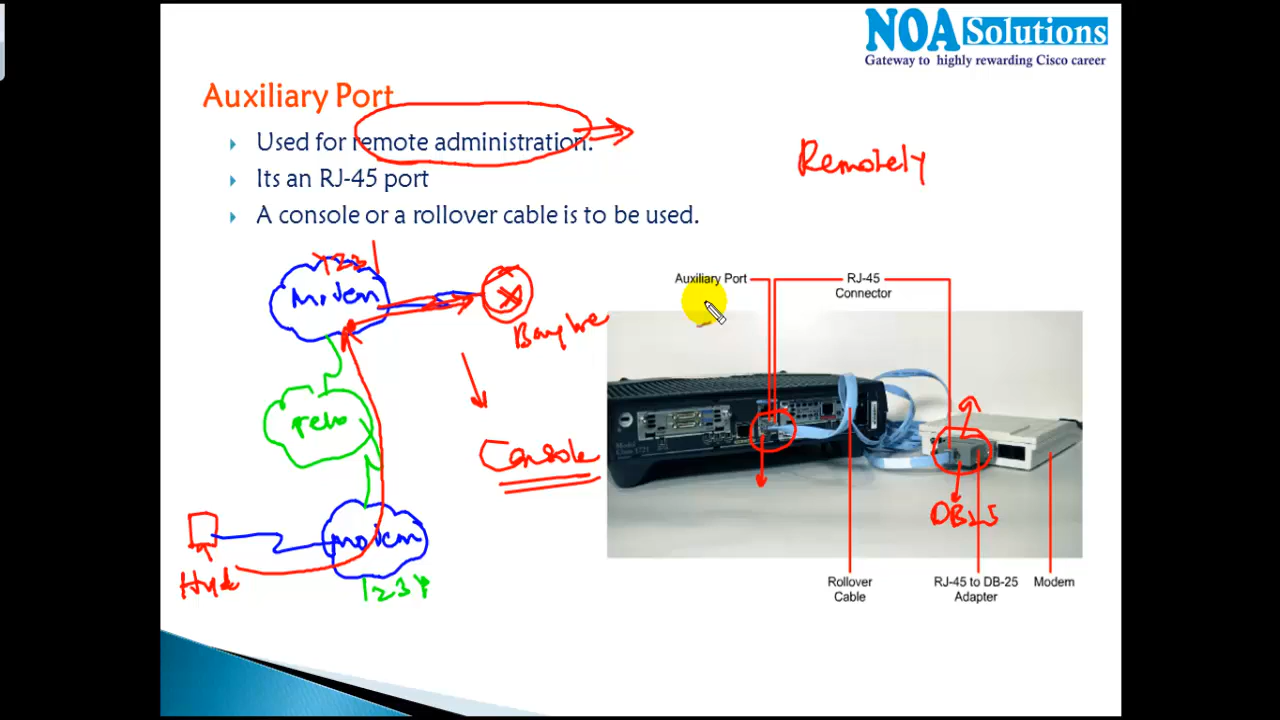 NOA Solutions
Gateway to highly rewarding Cisco career
Auxiliary Port
Used for remote administration.
Its an RJ-45 port
A console or a rollover cable is to be used.
Remotely
Modem
Auxiliary Port
RJ-45
Connector
Console
DB25
modem
1234
Rollover
Cable
RJ-45 to DB-25
Adapter
Modem